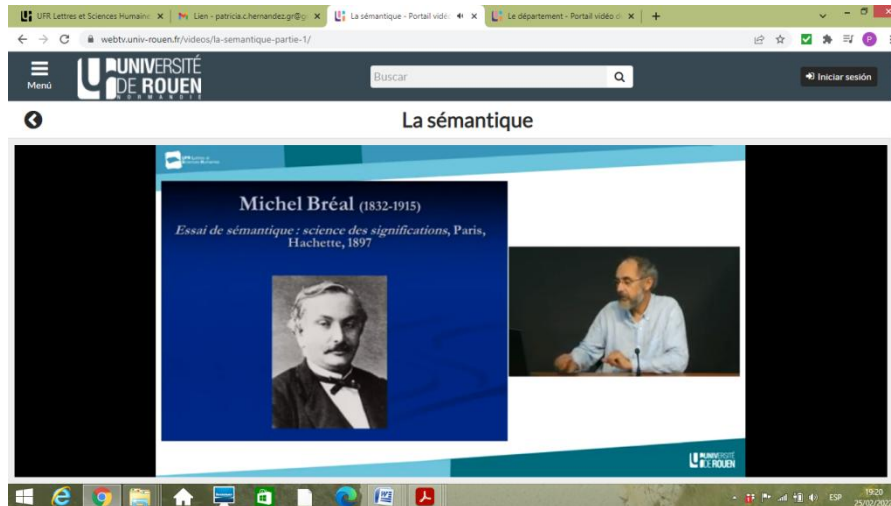 UFR Lettres et Sciences Humaine
Lien - patricia.c.hernandez.gr@g
La sémantique - Portail vidé
Le département - Portail vidéo d
webtv.univ-rouen.fr/videos/la-semantique-partie-1/
Menú
UNIVERSITÉ
DE ROUEN
NORMANDIE
Buscar
Iniciar sesión
La sémantique
Michel Bréal (1832-1915)
Essai de sémantique : science des significations, Paris,
Hachette, 1897
UNIVERSITÉ
DE ROUEN
ESP
19:20